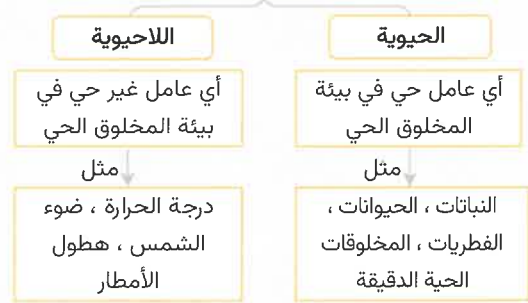 الحيوية
أي عامل حي في بيئة
المخلوق الحي
مثل
النباتات ، الحيوانات ،
الفطريات ، المخلوقات
الحية الدقيقة
اللاحيوية
أي عامل غير حي في
بيئة المخلوق الحي
مثل
درجة الحرارة ، ضوء
الشمس ، هطول
الأمطار